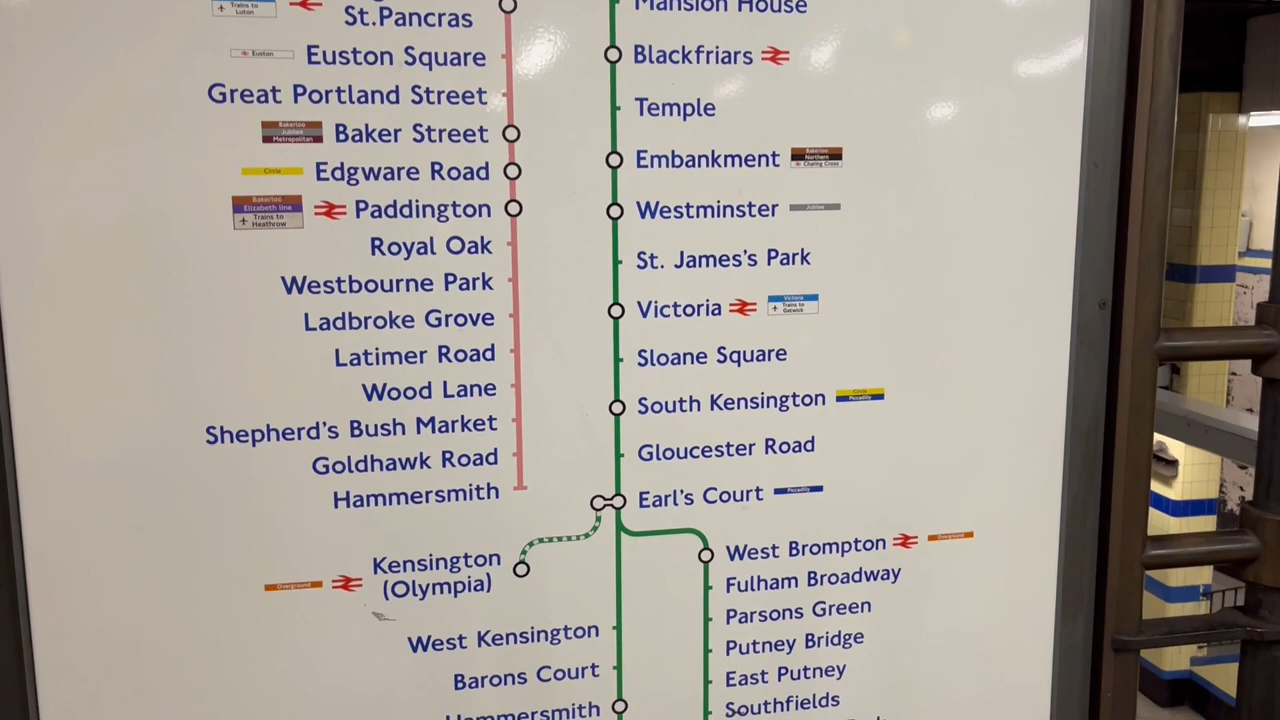 Trains to
Luton
St.Pancras
Euston
Euston Square
Great Portland Street
Bakerloo
Jubilee
Metropolitan
Baker Street
Circle
Edgware Road
Bakerloo
Elizabeth line
Trains to
Heathrow
Paddington
Royal Oak
Westbourne Park
Ladbroke Grove
Latimer Road
Wood Lane
Shepherd's Bush Market
Goldhawk Road
Hammersmith
Mansion House
Blackfriars
Temple
Embankment
Bakerloo
Northern
Charing Cross
Westminster
Jubilee
St. James's Park
Victoria
Victoria
Trains to
Gatwick
Sloane Square
South Kensington
Circle
Piccadilly
Gloucester Road
Earl's Court
Piccadilly
Kensington
(Olympia)
Overground
West Kensington
Barons Court
Hammersmith
West Brompton
Overground
Fulham Broadway
Parsons Green
Putney Bridge
East Putney
Southfields